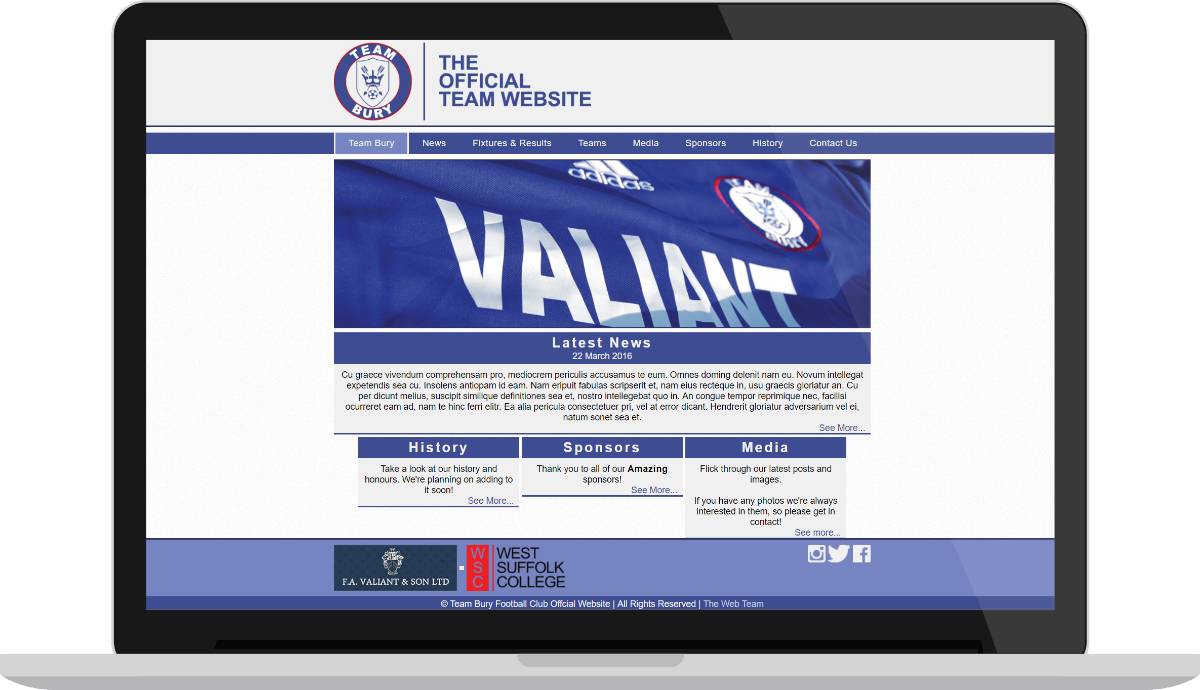 TEAM
BURY
THE
OFFICIAL
TEAM WEBSITE
Team Bury News Fixtures & Results Teams Media Sponsors History Contact Us
adidas
TEAM
VALIANT
Latest News
22 March 2016
Cu graece vivendum comprehensam pro, mediocrem periculis accusamus te eum. Omnes doming delenit nam eu. Novum intellegat
expetendis sea cu. Insolens antiopam id eam. Nam eripuit fabulas scripserit et, nam eius recteque in, usu graecis gloriatur an. Cu
per dicunt melius, suscipit similique definitiones sea et, nostro intellegebat quo in. An congue tempor reprimique nec, facilisi
ocurreret eam ad, nam te hinc ferri elitr. Ea alia pericula consectetuer pri, vel at error dicant. Hendrerit gloriatur adversarium vel ei,
natum sonet sea et.
See More...
History
Take a look at our history and
honours. We're planning on adding to
it soon!
See More...
Sponsors
Thank you to all of our Amazing
sponsors!
See More...
Media
Flick through our latest posts and
images.
If you have any photos we're always
interested in them, so please get in
contact!
See more...
F.A. VALIANT & SON LTD
WSC
WEST
SUFFOLK
COLLEGE
© Team Bury Football Club Offcial Website | All Rights Reserved | The Web Team